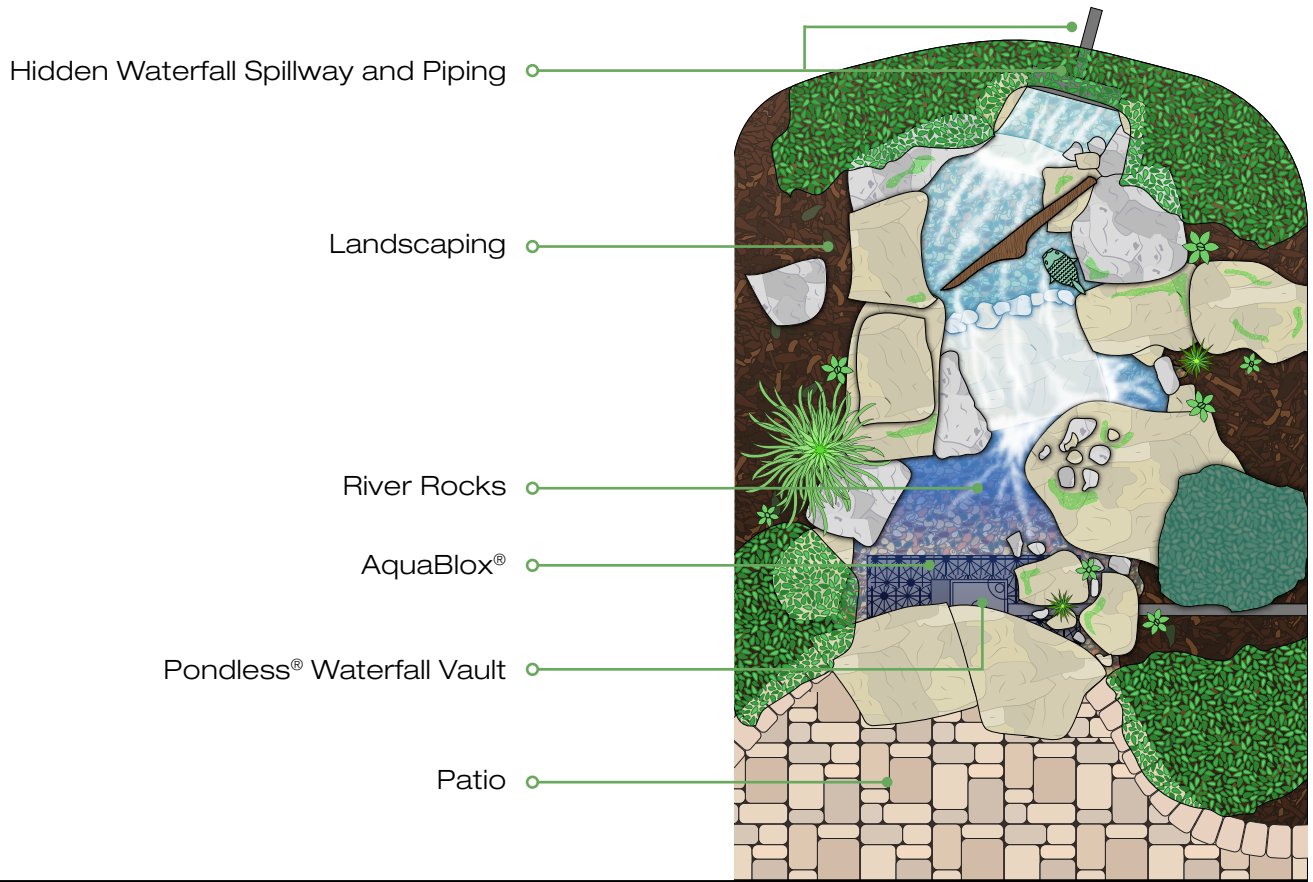 Hidden Waterfall Spillway and Piping
Landscaping
River Rocks
AquaBlox®
Pondless® Waterfall Vault
Patio